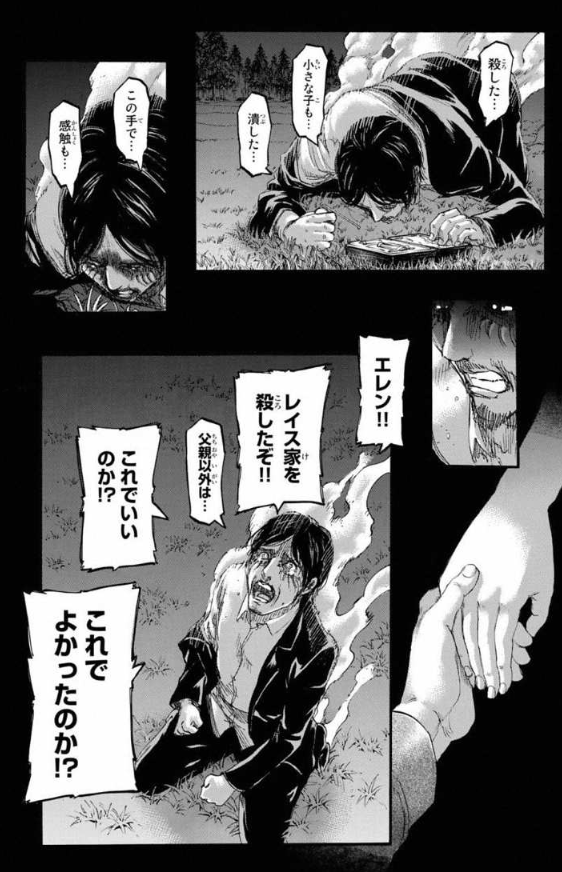 殺した…
小さな子も…
潰した…
この手で…
感触も…
エレン!!
レイス家を
殺したぞ!!
父親以外は…
これでいい
のか!?
これで
よかったのか!?